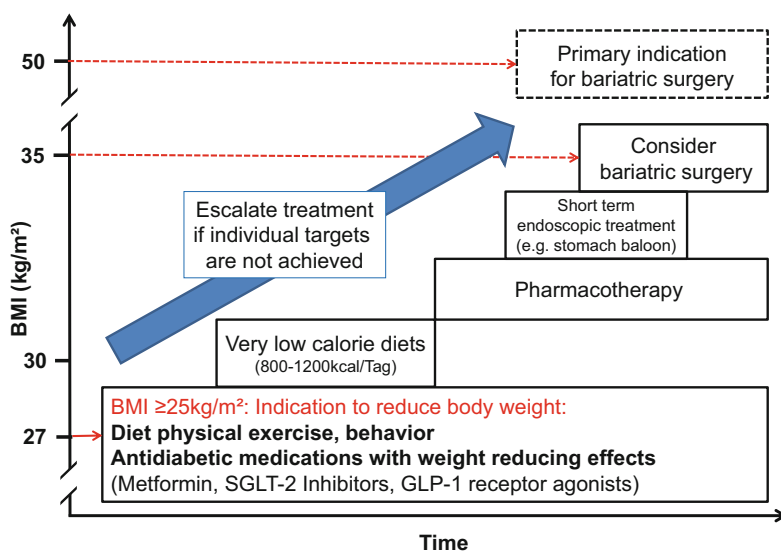 50
Primary indication
for bariatric surgery
35
Consider
bariatric surgery
Escalate treatment
if individual targets
are not achieved
Short term
endoscopic treatment
(e.g. stomach baloon)
BMI (kg/m²)
Pharmacotherapy
30
Very low calorie diets
(800-1200kcal/Tag)
27
BMI ≥25kg/m²: Indication to reduce body weight:
Diet physical exercise, behavior
Antidiabetic medications with weight reducing effects
(Metformin, SGLT-2 Inhibitors, GLP-1 receptor agonists)
Time